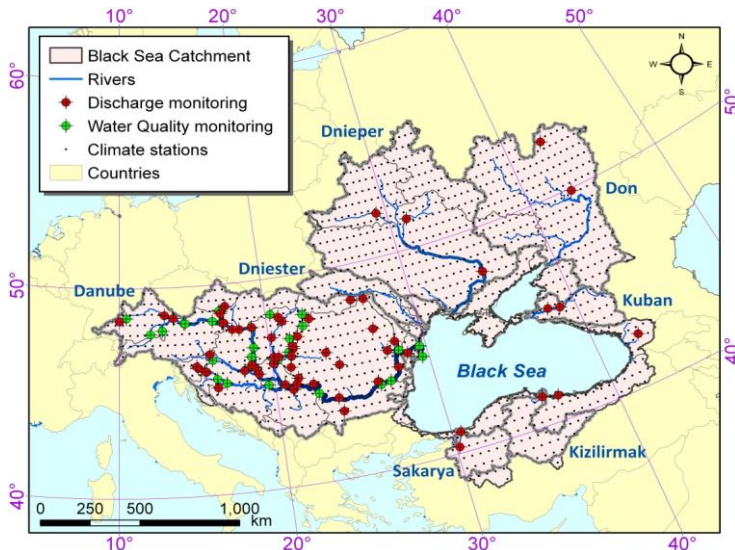 10° 20° 30° 40° 50°
60°
50°
40°
N
W E
S
Black Sea Catchment
Rivers
Discharge monitoring
Water Quality monitoring
Climate stations
Countries
Dnieper
Don
Dniester
Danube
Kuban
Black Sea
Kizilirmak
Sakarya
50°
40°
0 250 500 1,000
km
10° 20° 30° 40°